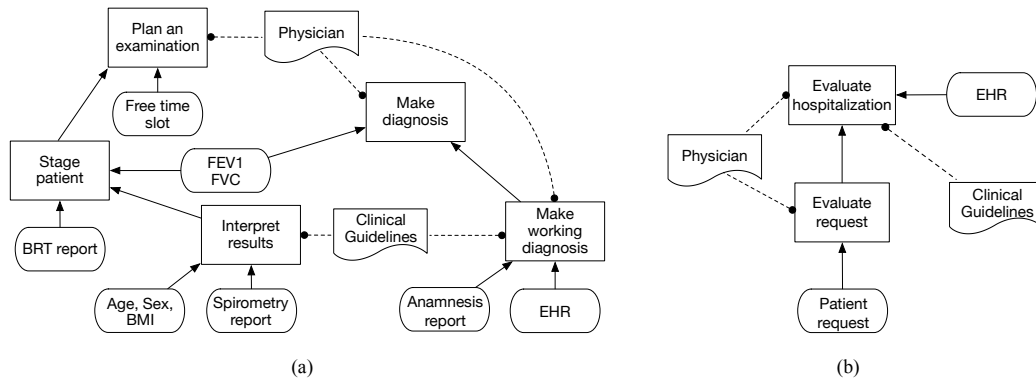 Plan an
examination
Physician
Free time
slot
Make
diagnosis
Stage
patient
FEV1
FVC
BRT report
Interpret
results
Clinical
Guidelines
Make
working
diagnosis
Age, Sex,
BMI
Spirometry
report
Anamnesis
report
EHR
(a)
Evaluate
hospitalization
EHR
Physician
Evaluate
request
Clinical
Guidelines
Patient
request
(b)